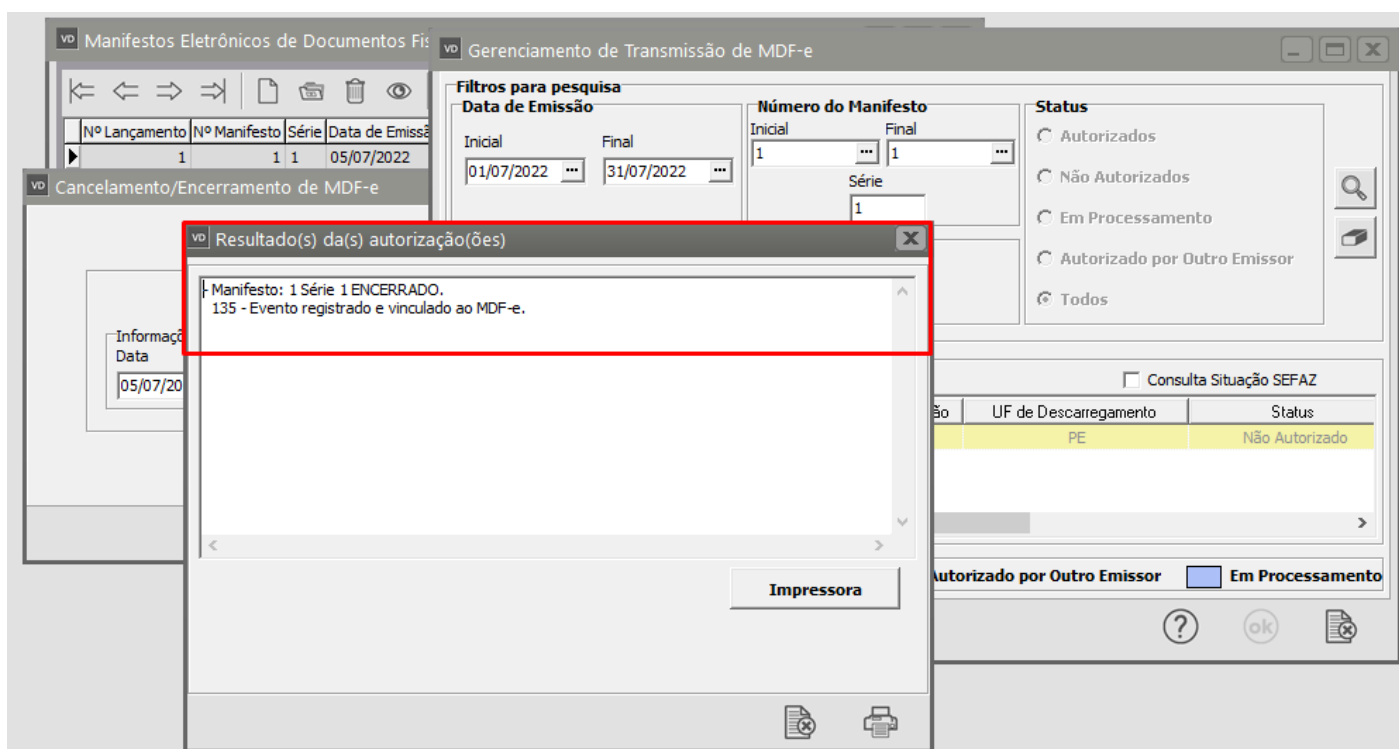 VD Manifestos Eletrônicos de Documentos Fis
Nº Lançamento Nº Manifesto Série Data de Emissã
1 1 1 05/07/2022
VD Gerenciamento de Transmissão de MDF-e
Filtros para pesquisa
Data de Emissão
Inicial Final
01/07/2022 ... 31/07/2022 ...
Número do Manifesto
Inicial Final
1 ... 1 ...
Série
1
Status
Autorizados
Não Autorizados
Em Processamento
Autorizado por Outro Emissor
Todos
Consulta Situação SEFAZ
ão UF de Descarregamento Status
PE Não Autorizado
Autorizado por Outro Emissor Em Processamento
? ok
VD Cancelamento/Encerramento de MDF-e
Informaçõ
Data
05/07/20
VD Resultado(s) da(s) autorização(ões)
- Manifesto: 1 Série 1 ENCERRADO.
135 - Evento registrado e vinculado ao MDF-e.
Impressora